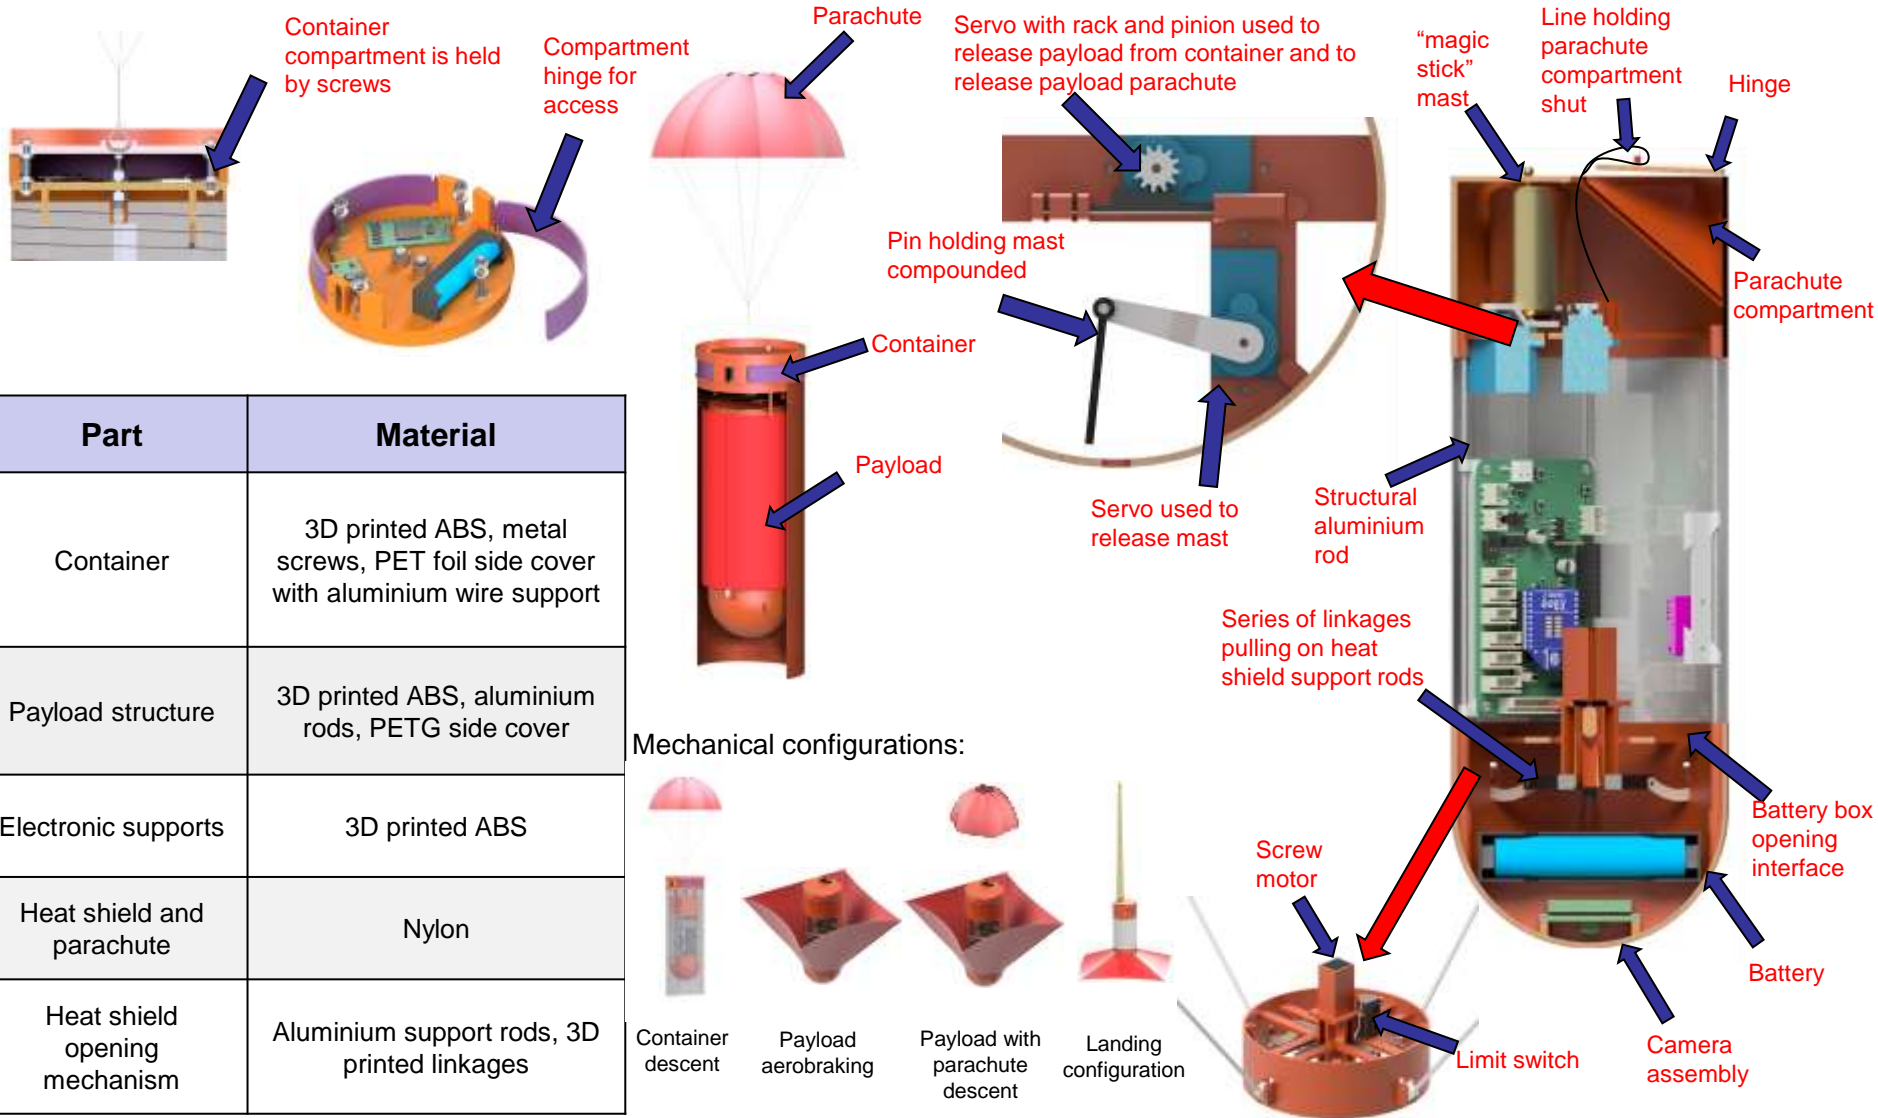 Container
compartment is held
by screws
Compartment
hinge for
access
Parachute
Servo with rack and pinion used to
release payload from container and to
release payload parachute
“magic
stick”
mast
Line holding
parachute
compartment
shut
Hinge
Pin holding mast
compounded
Parachute
compartment
Container
Payload
Servo used to
release mast
Structural
aluminium
rod
Series of linkages
pulling on heat
shield support rods
Battery box
opening
interface
Battery
Camera
assembly
Screw
motor
Limit switch
Part Material
Container
3D printed ABS, metal
screws, PET foil side cover
with aluminium wire support
Payload structure
3D printed ABS, aluminium
rods, PETG side cover
Electronic supports
3D printed ABS
Heat shield and
parachute
Nylon
Heat shield
opening
mechanism
Aluminium support rods, 3D
printed linkages
Mechanical configurations:
Container
descent
Payload
aerobraking
Payload with
parachute
descent
Landing
configuration